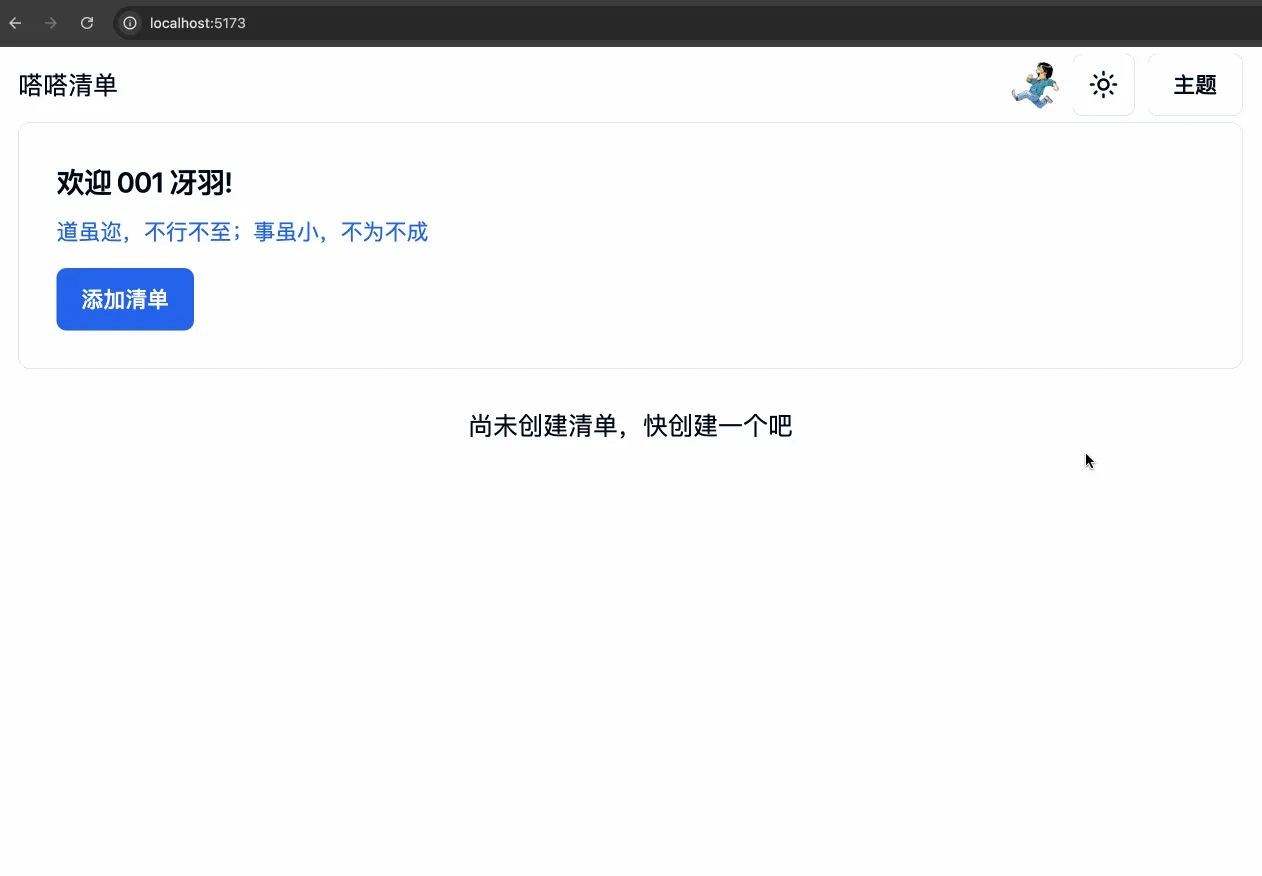 localhost:5173
嗒嗒清单
主题
欢迎 001 冴羽!
道虽迩，不行不至；事虽小，不为不成
添加清单
尚未创建清单，快创建一个吧